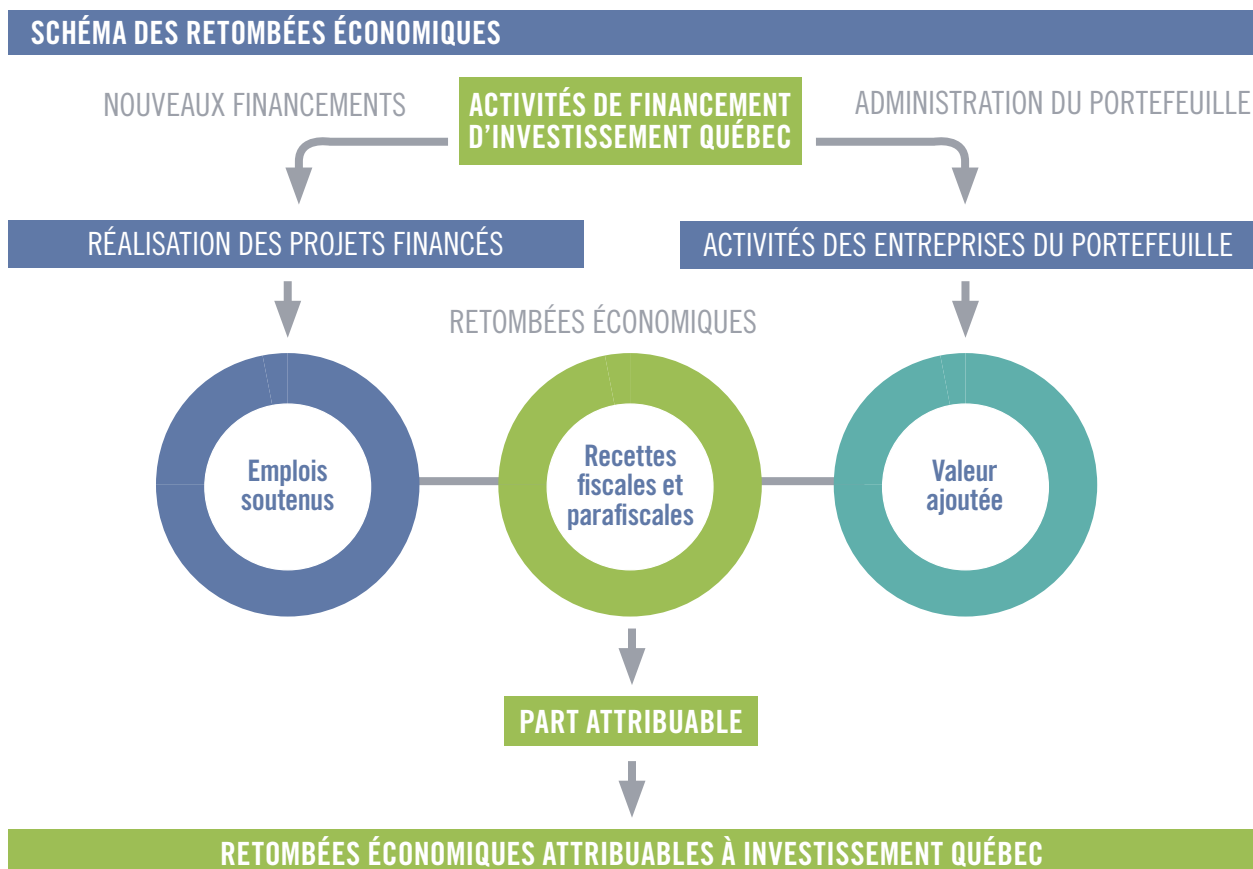 SCHÉMA DES RETOMBÉES ÉCONOMIQUES
NOUVEAUX FINANCEMENTS
ACTIVITÉS DE FINANCEMENT
D'INVESTISSEMENT QUÉBEC
ADMINISTRATION DU PORTEFEUILLE
RÉALISATION DES PROJETS FINANCÉS
ACTIVITÉS DES ENTREPRISES DU PORTEFEUILLE
RETOMBÉES ÉCONOMIQUES
Emplois
soutenus
Recettes
fiscales et
parafiscales
Valeur
ajoutée
PART ATTRIBUABLE
RETOMBÉES ÉCONOMIQUES ATTRIBUABLES À INVESTISSEMENT QUÉBEC